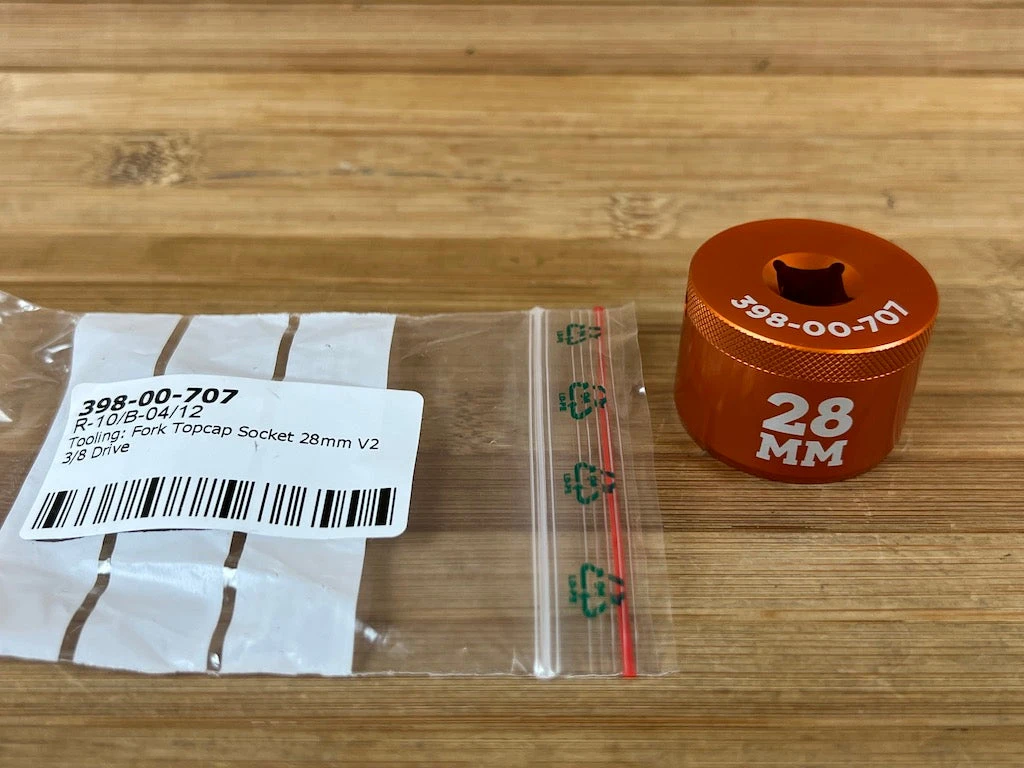 398-00-707
R-10/B-04/12
Tooling: Fork Topcap Socket 28mm V2
3/8 Drive
398-00-707
28
MM